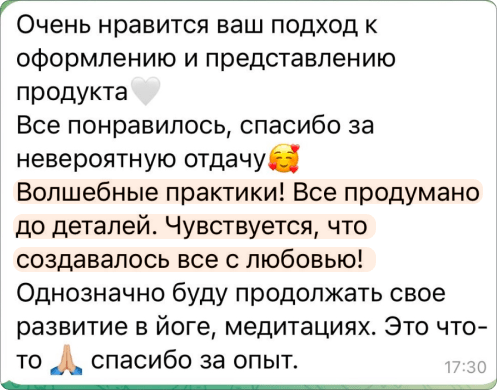 Очень нравится ваш подход к
оформлению и представлению
продукта🤍
Все понравилось, спасибо за
невероятную отдачу🥰
Волшебные практики! Все продумано
до деталей. Чувствуется, что
создавалось все с любовью!
Однозначно буду продолжать свое
развитие в йоге, медитациях. Это что-
то 🙏🏼 спасибо за опыт.
17:30